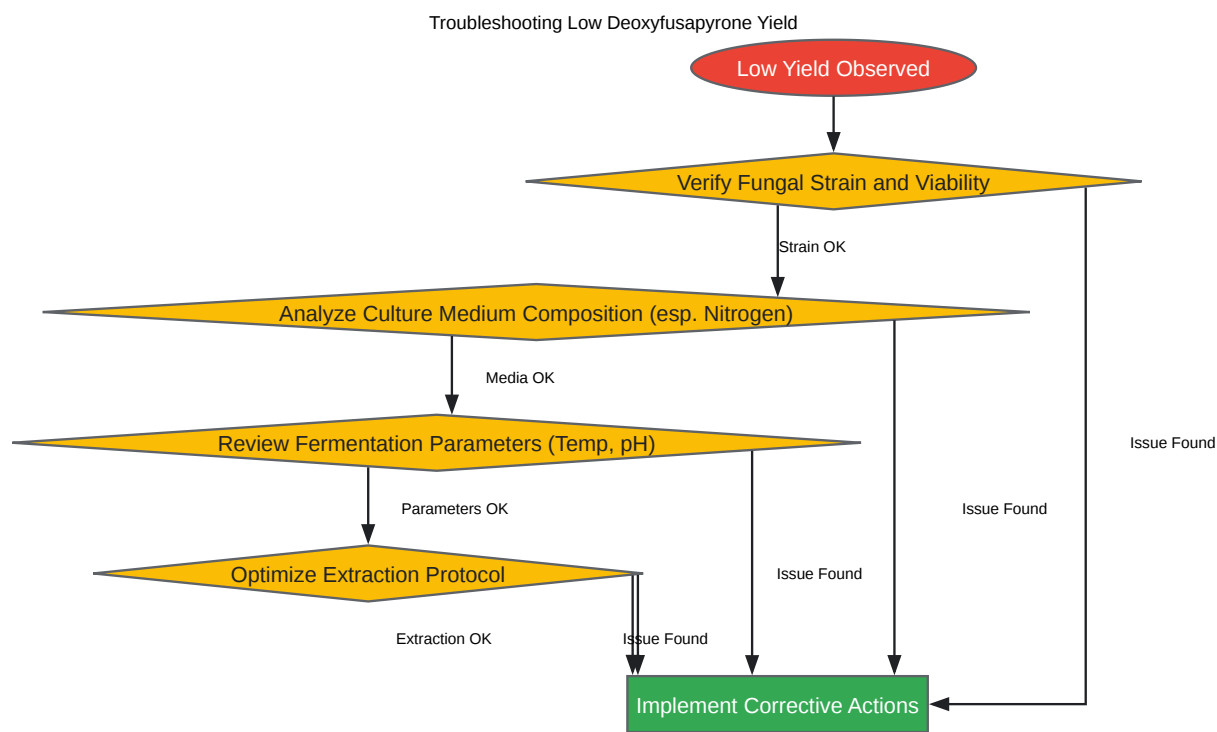 Troubleshooting Low Deoxyfusapyrone Yield
Low Yield Observed
Verify Fungal Strain and Viability
Strain OK
Analyze Culture Medium Composition (esp. Nitrogen)
Media OK
Review Fermentation Parameters (Temp, pH)
Issue Found
Parameters OK
Issue Found
Optimize Extraction Protocol
Issue Found
Extraction OK
Issue Found
Implement Corrective Actions